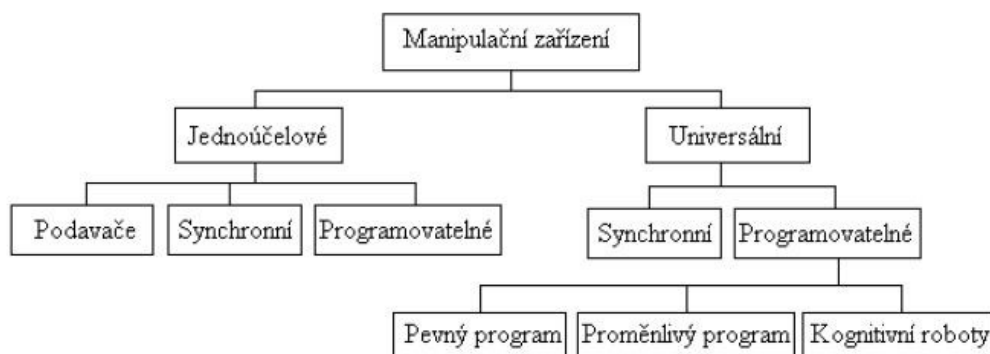 Manipulační zařízení
Jednoúčelové
Universální
Podavače
Synchronní
Programovatelné
Synchronní
Programovatelné
Pevný program
Proměnlivý program
Kognitivní roboty